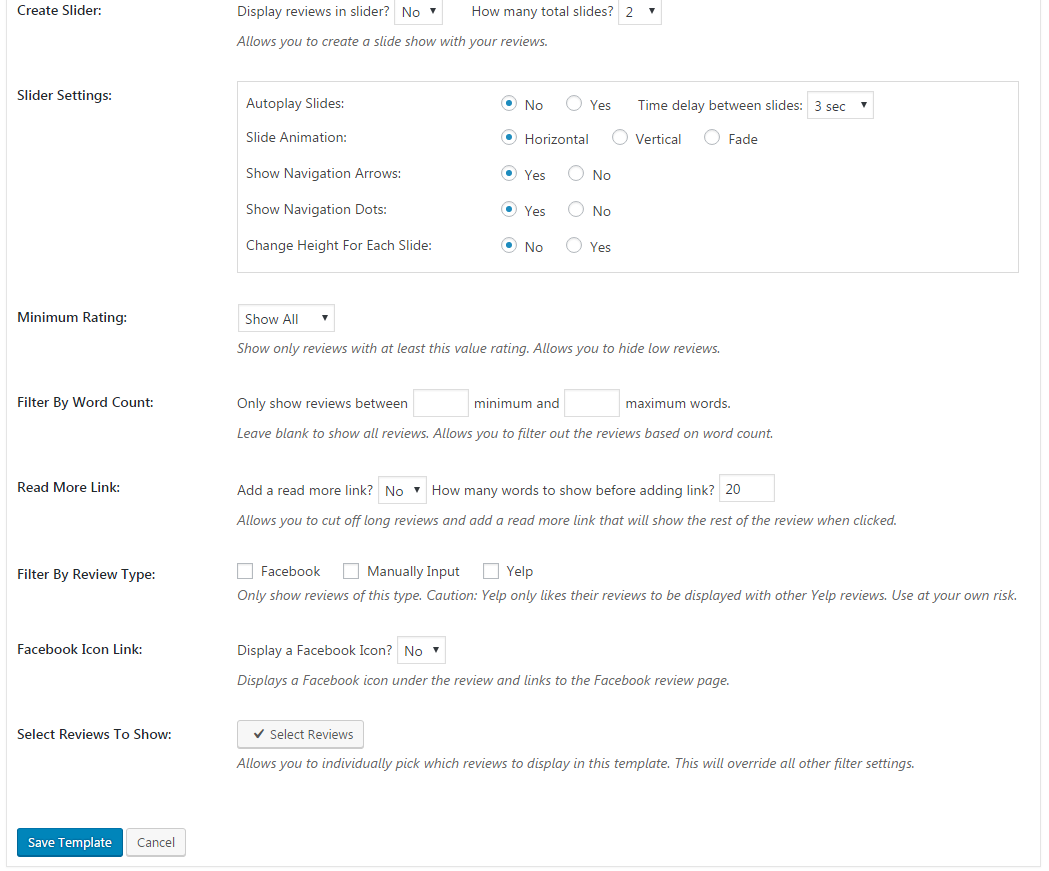 Create Slider: Display reviews in slider? No How many total slides? 2
Allows you to create a slide show with your reviews.
Slider Settings:
Autoplay Slides: No Yes Time delay between slides: 3 sec
Slide Animation: Horizontal Vertical Fade
Show Navigation Arrows: Yes No
Show Navigation Dots: Yes No
Change Height For Each Slide: No Yes
Minimum Rating: Show All
Show only reviews with at least this value rating. Allows you to hide low reviews.
Filter By Word Count: Only show reviews between minimum and maximum words.
Leave blank to show all reviews. Allows you to filter out the reviews based on word count.
Read More Link: Add a read more link? No How many words to show before adding link? 20
Allows you to cut off long reviews and add a read more link that will show the rest of the review when clicked.
Filter By Review Type: Facebook Manually Input Yelp
Only show reviews of this type. Caution: Yelp only likes their reviews to be displayed with other Yelp reviews. Use at your own risk.
Facebook Icon Link: Display a Facebook Icon? No
Displays a Facebook icon under the review and links to the Facebook review page.
Select Reviews To Show: Select Reviews
Allows you to individually pick which reviews to display in this template. This will override all other filter settings.
Save Template Cancel